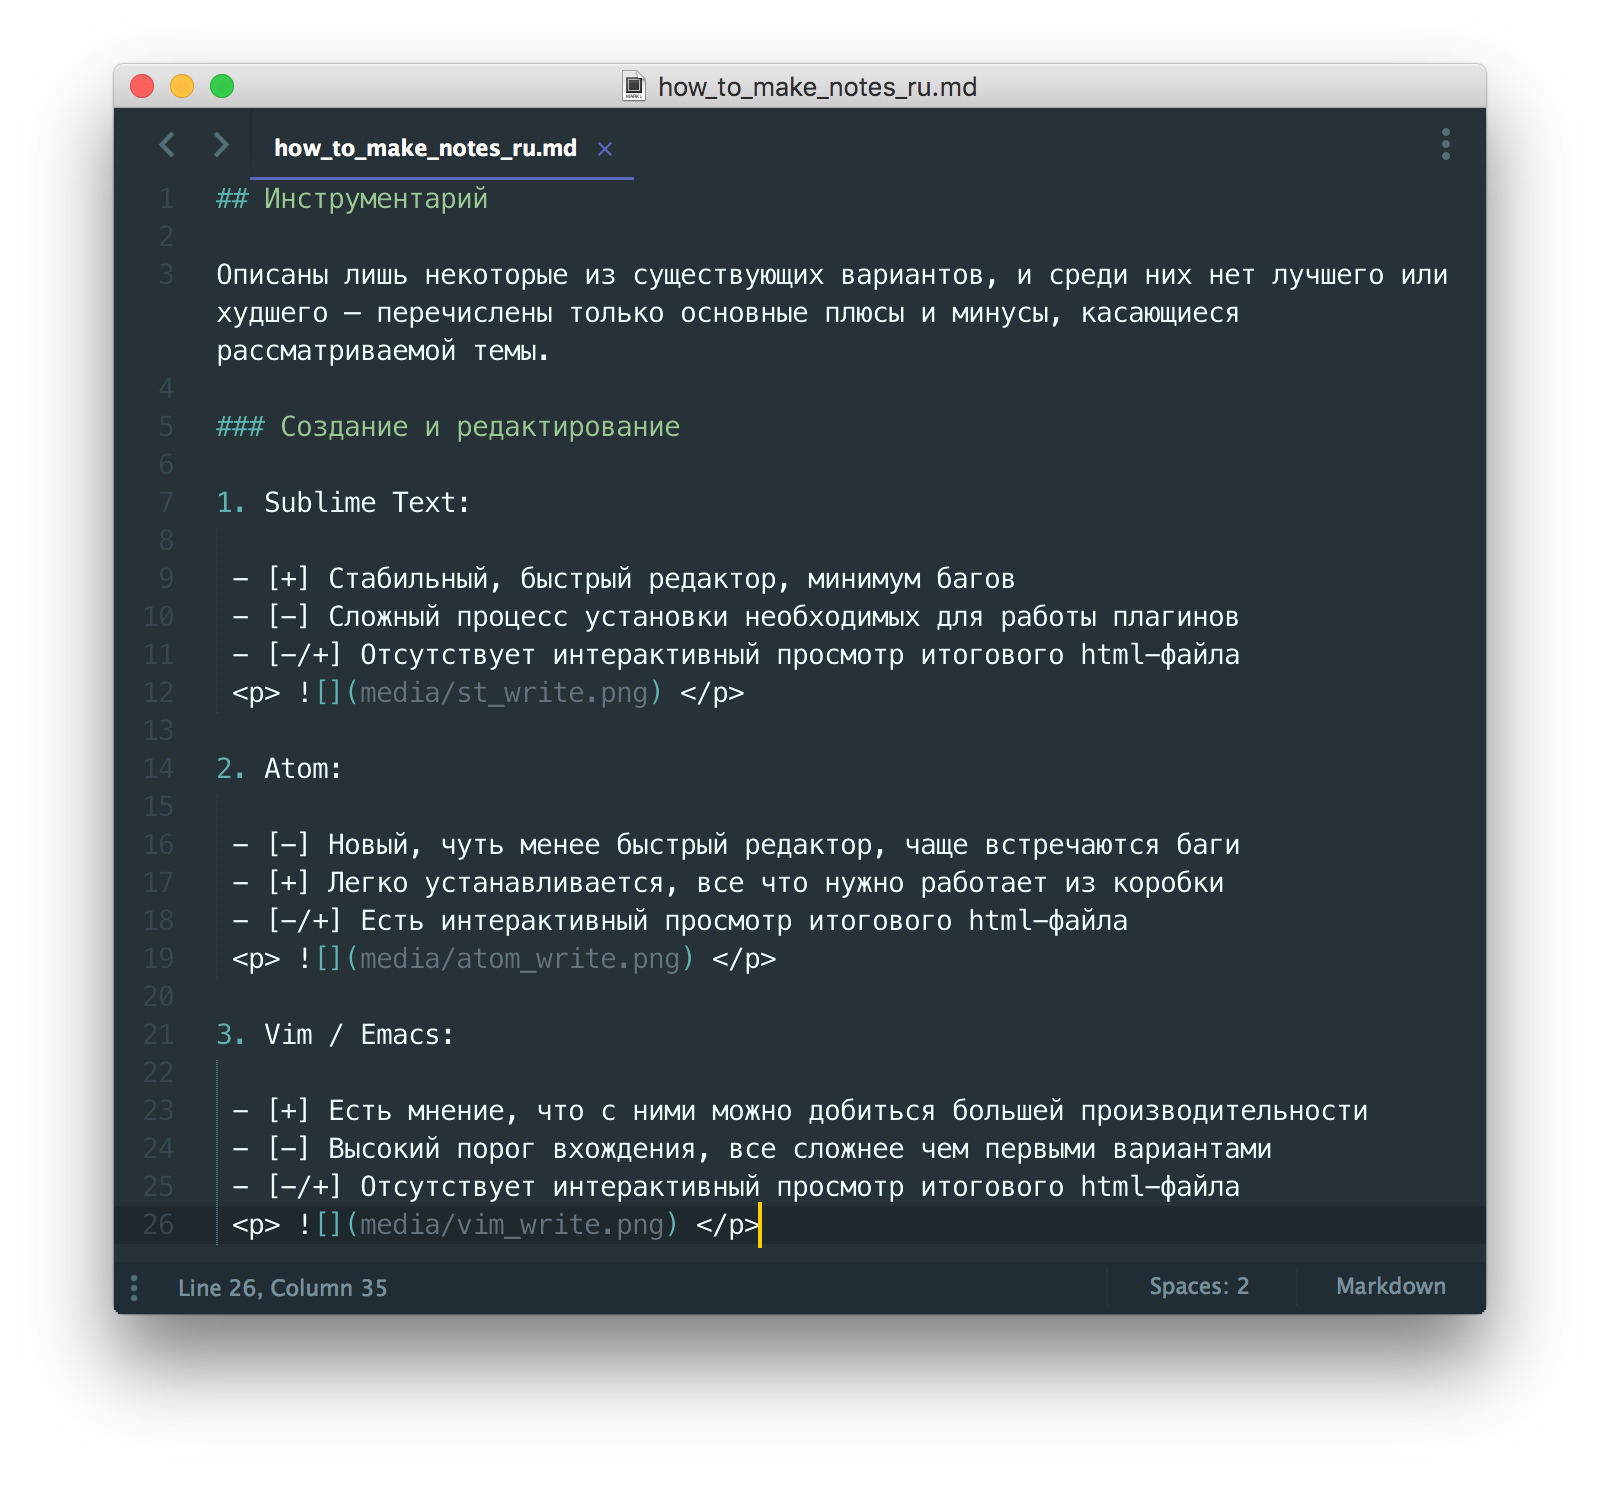 how_to_make_notes_ru.md
how_to_make_notes_ru.md ×
1 ## Инструментарий
2
3 Описаны лишь некоторые из существующих вариантов, и среди них нет лучшего или
худшего — перечислены только основные плюсы и минусы, касающиеся
рассматриваемой темы.
4
5 ### Создание и редактирование
6
7 1. Sublime Text:
8
9 - [+] Стабильный, быстрый редактор, минимум багов
10 - [-] Сложный процесс установки необходимых для работы плагинов
11 - [-/+] Отсутствует интерактивный просмотр итогового html-файла
12 <p> ![](media/st_write.png) </p>
13
14 2. Atom:
15
16 - [-] Новый, чуть менее быстрый редактор, чаще встречаются баги
17 - [+] Легко устанавливается, все что нужно работает из коробки
18 - [-/+] Есть интерактивный просмотр итогового html-файла
19 <p> ![](media/atom_write.png) </p>
20
21 3. Vim / Emacs:
22
23 - [+] Есть мнение, что с ними можно добиться большей производительности
24 - [-] Высокий порог вхождения, все сложнее чем первыми вариантами
25 - [-/+] Отсутствует интерактивный просмотр итогового html-файла
26 <p> ![](media/vim_write.png) </p>
Line 26, Column 35 Spaces: 2 Markdown